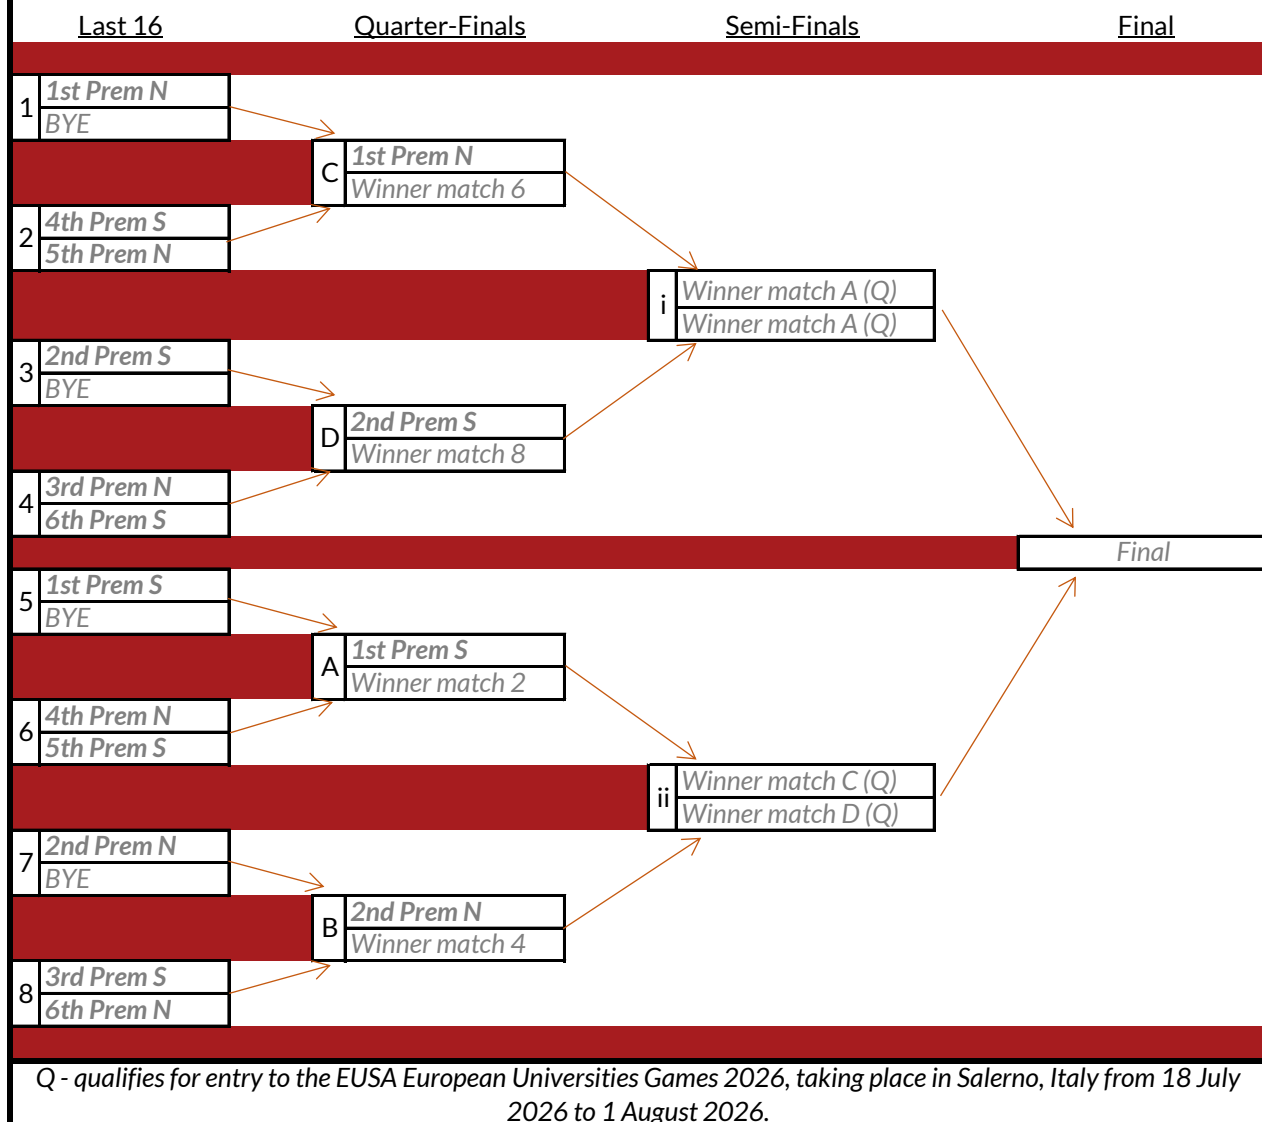 Last 16 Quarter-Finals Semi-Finals Final
1 1st Prem N
BYE
C 1st Prem N
Winner match 6
2 4th Prem S
5th Prem N
i Winner match A (Q)
Winner match A (Q)
3 2nd Prem S
BYE
D 2nd Prem S
Winner match 8
4 3rd Prem N
6th Prem S
Final
5 1st Prem S
BYE
A 1st Prem S
Winner match 2
6 4th Prem N
5th Prem S
ii Winner match C (Q)
Winner match D (Q)
7 2nd Prem N
BYE
B 2nd Prem N
Winner match 4
8 3rd Prem S
6th Prem N
Q - qualifies for entry to the EUSA European Universities Games 2026, taking place in Salerno, Italy from 18 July
2026 to 1 August 2026.